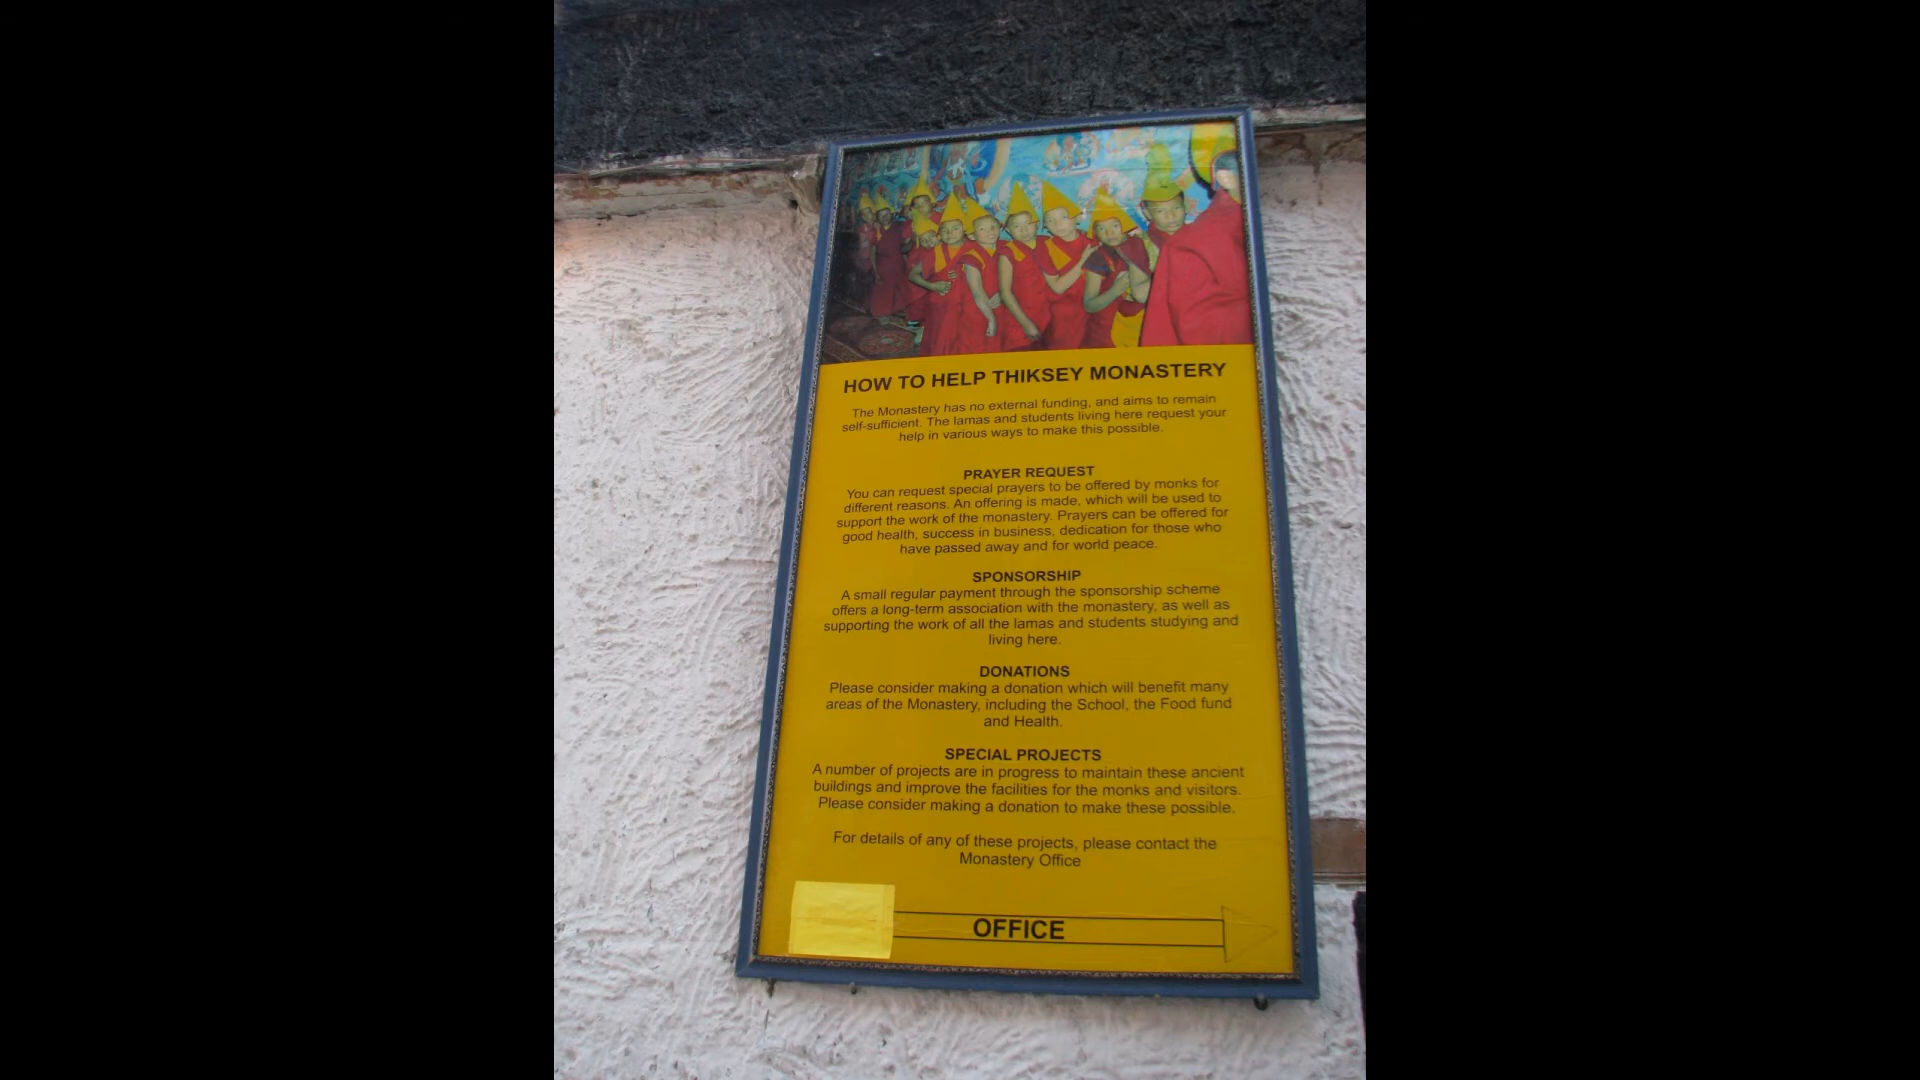 HOW TO HELP THIKSEY MONASTERY
The Monastery has no external funding, and aims to remain
self-sufficient. The lamas and students living here request your
help in various ways to make this possible.
PRAYER REQUEST
You can request special prayers to be offered by monks for
different reasons. An offering is made, which will be used to
support the work of the monastery. Prayers can be offered for
good health, success in business, dedication for those who
have passed away and for world peace.
SPONSORSHIP
A small regular payment through the sponsorship scheme
offers a long-term association with the monastery, as well as
supporting the work of all the lamas and students studying and
living here.
DONATIONS
Please consider making a donation which will benefit many
areas of the Monastery, including the School, the Food fund
and Health.
SPECIAL PROJECTS
A number of projects are in progress to maintain these ancient
buildings and improve the facilities for the monks and visitors.
Please consider making a donation to make these possible.
For details of any of these projects, please contact the
Monastery Office
OFFICE